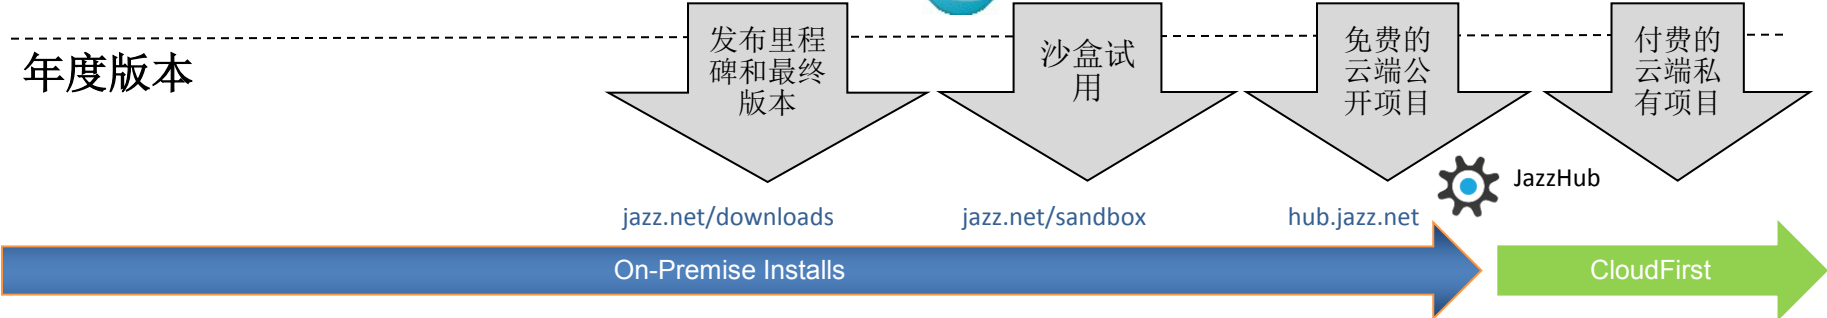 年度版本
发布里程
碑和最终
版本
沙盒试
用
免费的
云端公
开项目
付费的
云端私
有项目
JazzHub
jazz.net/downloads
jazz.net/sandbox
hub.jazz.net
On-Premise Installs
CloudFirst